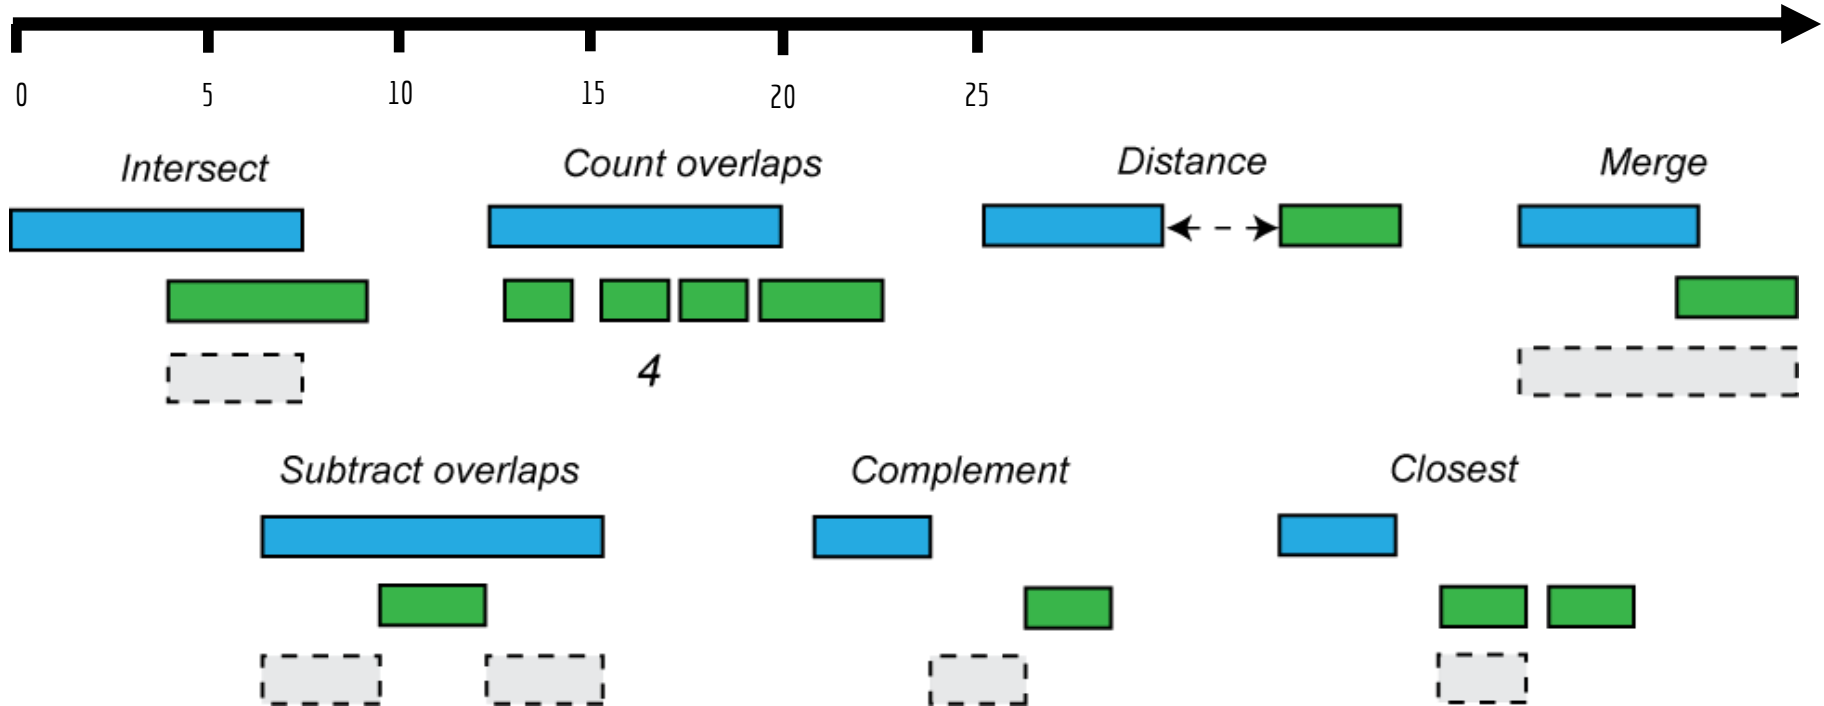 0 5 10 15 20 25
Intersect Count overlaps Distance Merge
4
Subtract overlaps Complement Closest